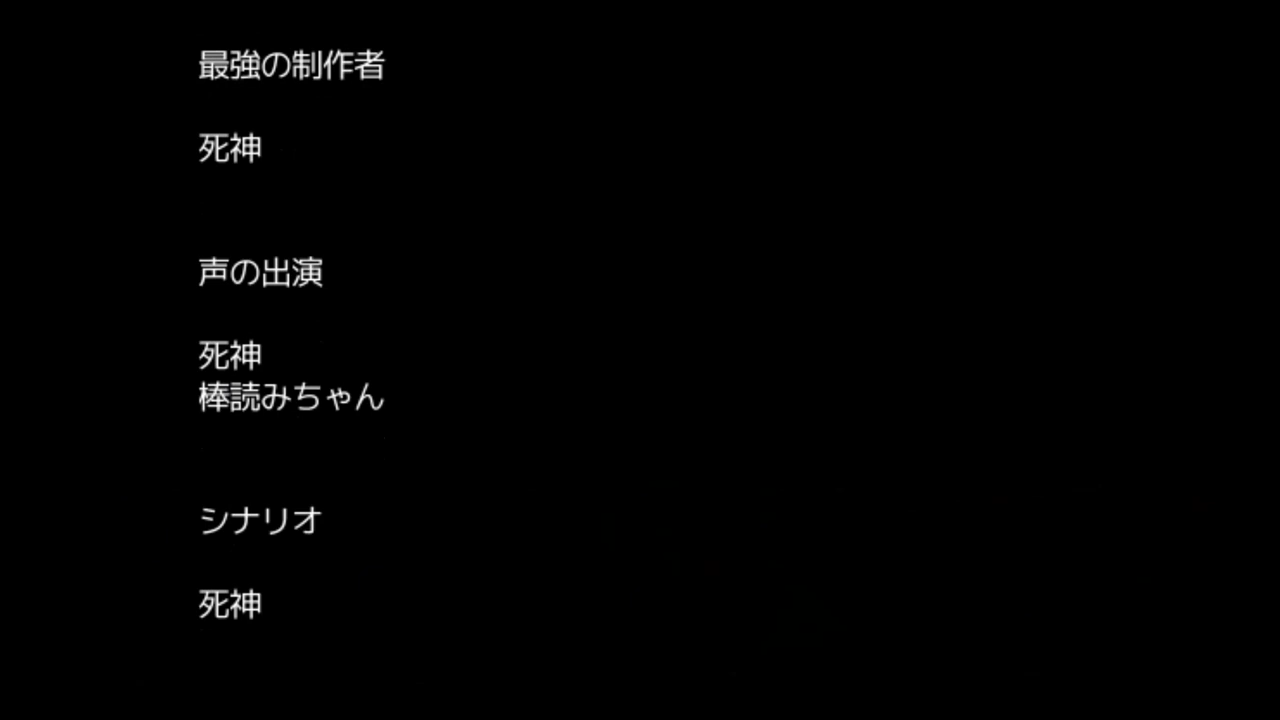 最強の制作者
死神
声の出演
死神
棒読みちゃん
シナリオ
死神